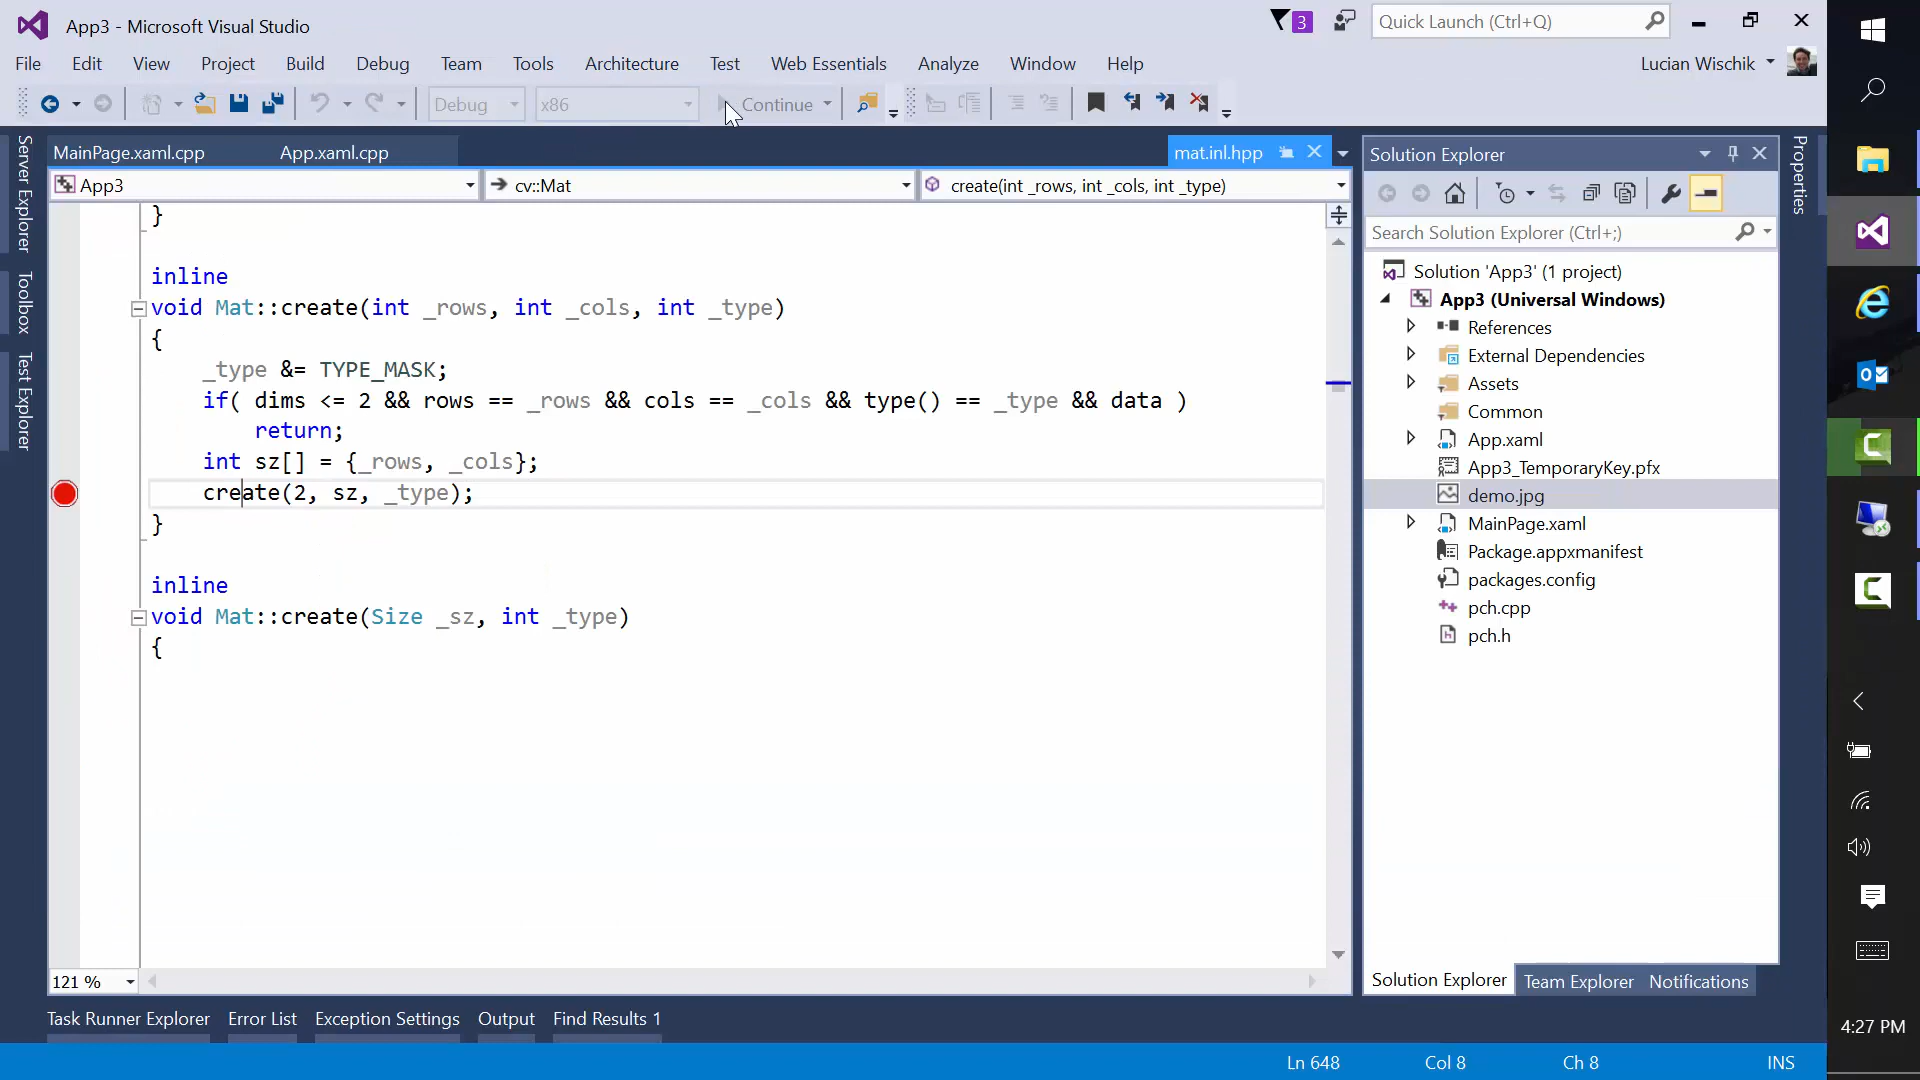 App3 - Microsoft Visual Studio
3
Quick Launch (Ctrl+Q)
File Edit View Project Build Debug Team Tools Architecture Test Web Essentials Analyze Window Help
Lucian Wischik
Debug x86 Continue
Server Explorer
Toolbox
Test Explorer
MainPage.xaml.cpp App.xaml.cpp mat.inl.hpp
App3 cv::Mat create(int _rows, int _cols, int _type)
}
inline
void Mat::create(int _rows, int _cols, int _type)
{
_type &= TYPE_MASK;
if( dims <= 2 && rows == _rows && cols == _cols && type() == _type && data )
return;
int sz[] = {_rows, _cols};
create(2, sz, _type);
}
inline
void Mat::create(Size _sz, int _type)
{
121 %
Solution Explorer
Search Solution Explorer (Ctrl+;)
Solution 'App3' (1 project)
App3 (Universal Windows)
References
External Dependencies
Assets
Common
App.xaml
App3_TemporaryKey.pfx
demo.jpg
MainPage.xaml
Package.appxmanifest
packages.config
pch.cpp
pch.h
Solution Explorer Team Explorer Notifications
Properties
Task Runner Explorer Error List Exception Settings Output Find Results 1
Ln 648 Col 8 Ch 8 INS
4:27 PM